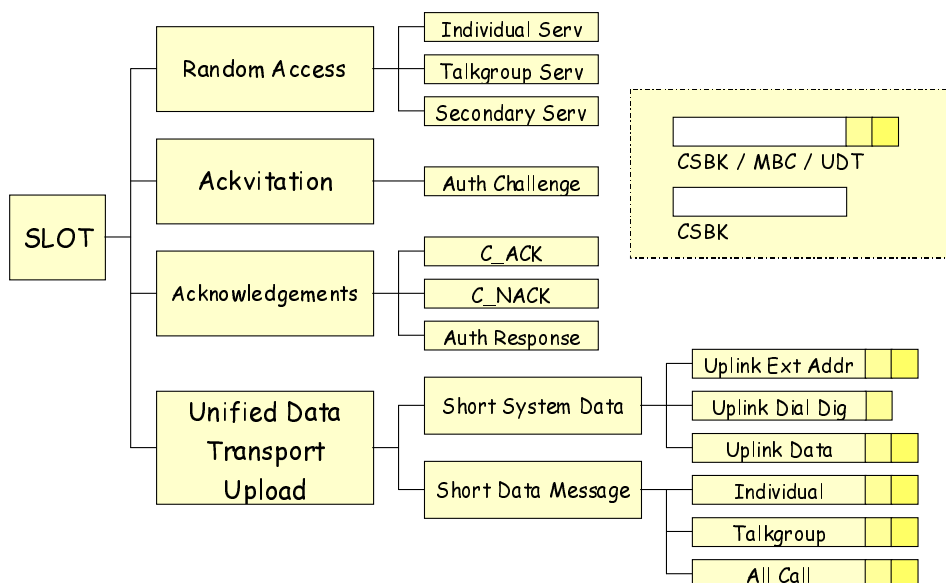 SLOT
Random Access
Individual Serv
Talkgroup Serv
Secondary Serv
Ackvitation
Auth Challenge
Acknowledgements
C_ACK
C_NACK
Auth Response
Unified Data
Transport
Upload
Short System Data
Uplink Ext Addr
Uplink Dial Dig
Uplink Data
Short Data Message
Individual
Talkgroup
All Call
CSBK / MBC / UDT
CSBK